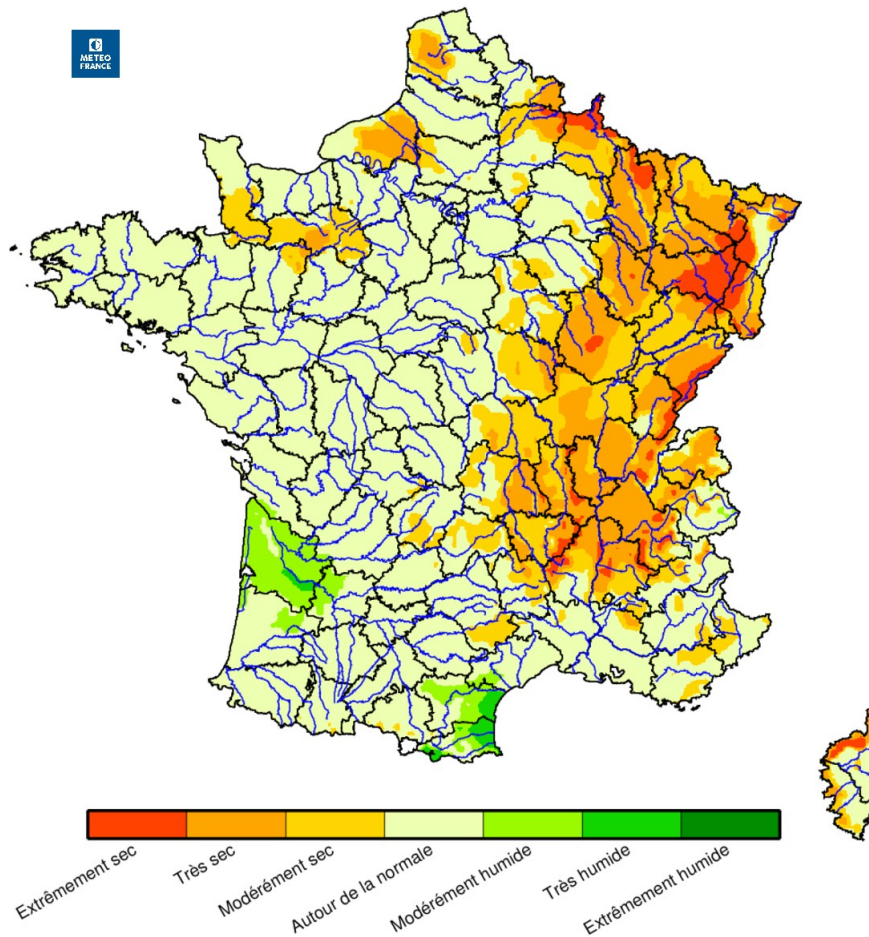 METEO
FRANCE
Extrêmement sec
Très sec
Modérément sec
Autour de la normale
Modérément humide
Très humide
Extrêmement humide